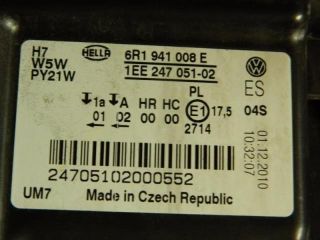 H7
W5W
PY21W
HELLA
6R1 941 008 E
1EE 247 051-02
ES
1a A HR HC
01 02 00 00
PL
E1 17,5
2714
04S
01.12.2010
10:32:07
24705102000552
UM7 Made in Czech Republic